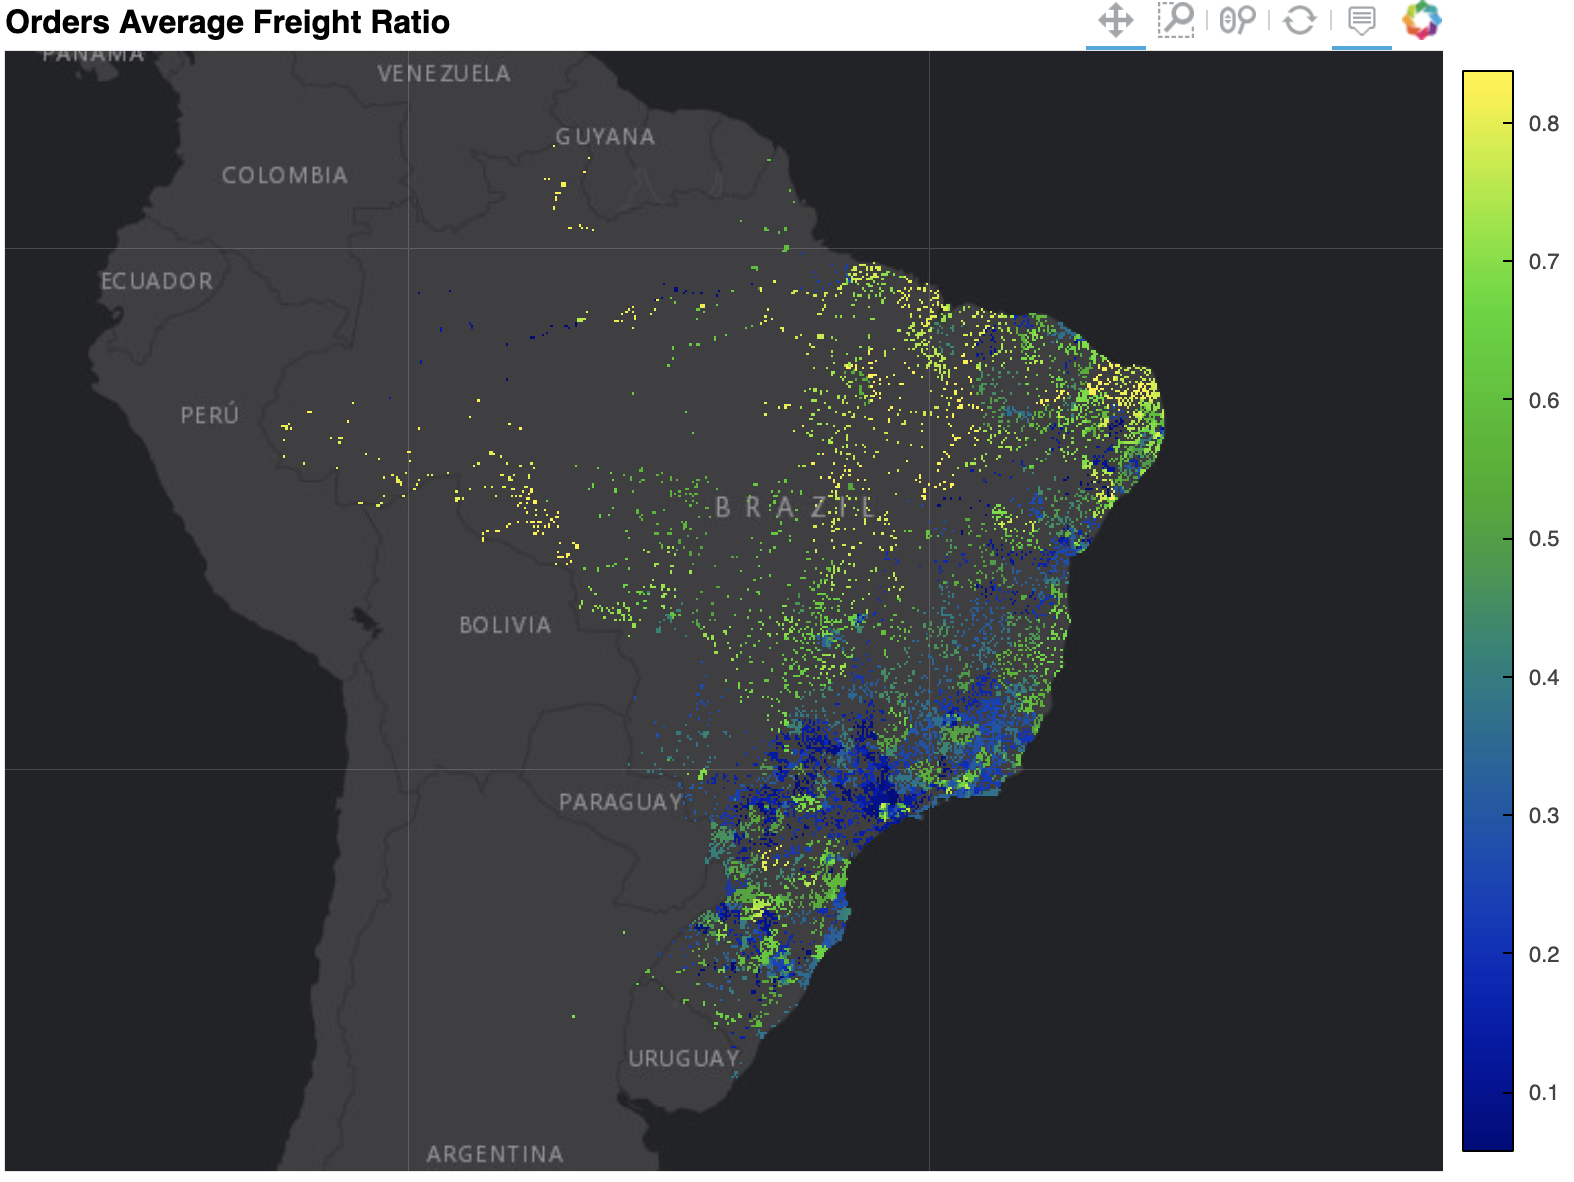 Orders Average Freight Ratio
PANAMA
VENEZUELA
GUYANA
COLOMBIA
ECUADOR
PERÚ
BRAZIL
BOLIVIA
PARAGUAY
URUGUAY
ARGENTINA
0.8
0.7
0.6
0.5
0.4
0.3
0.2
0.1